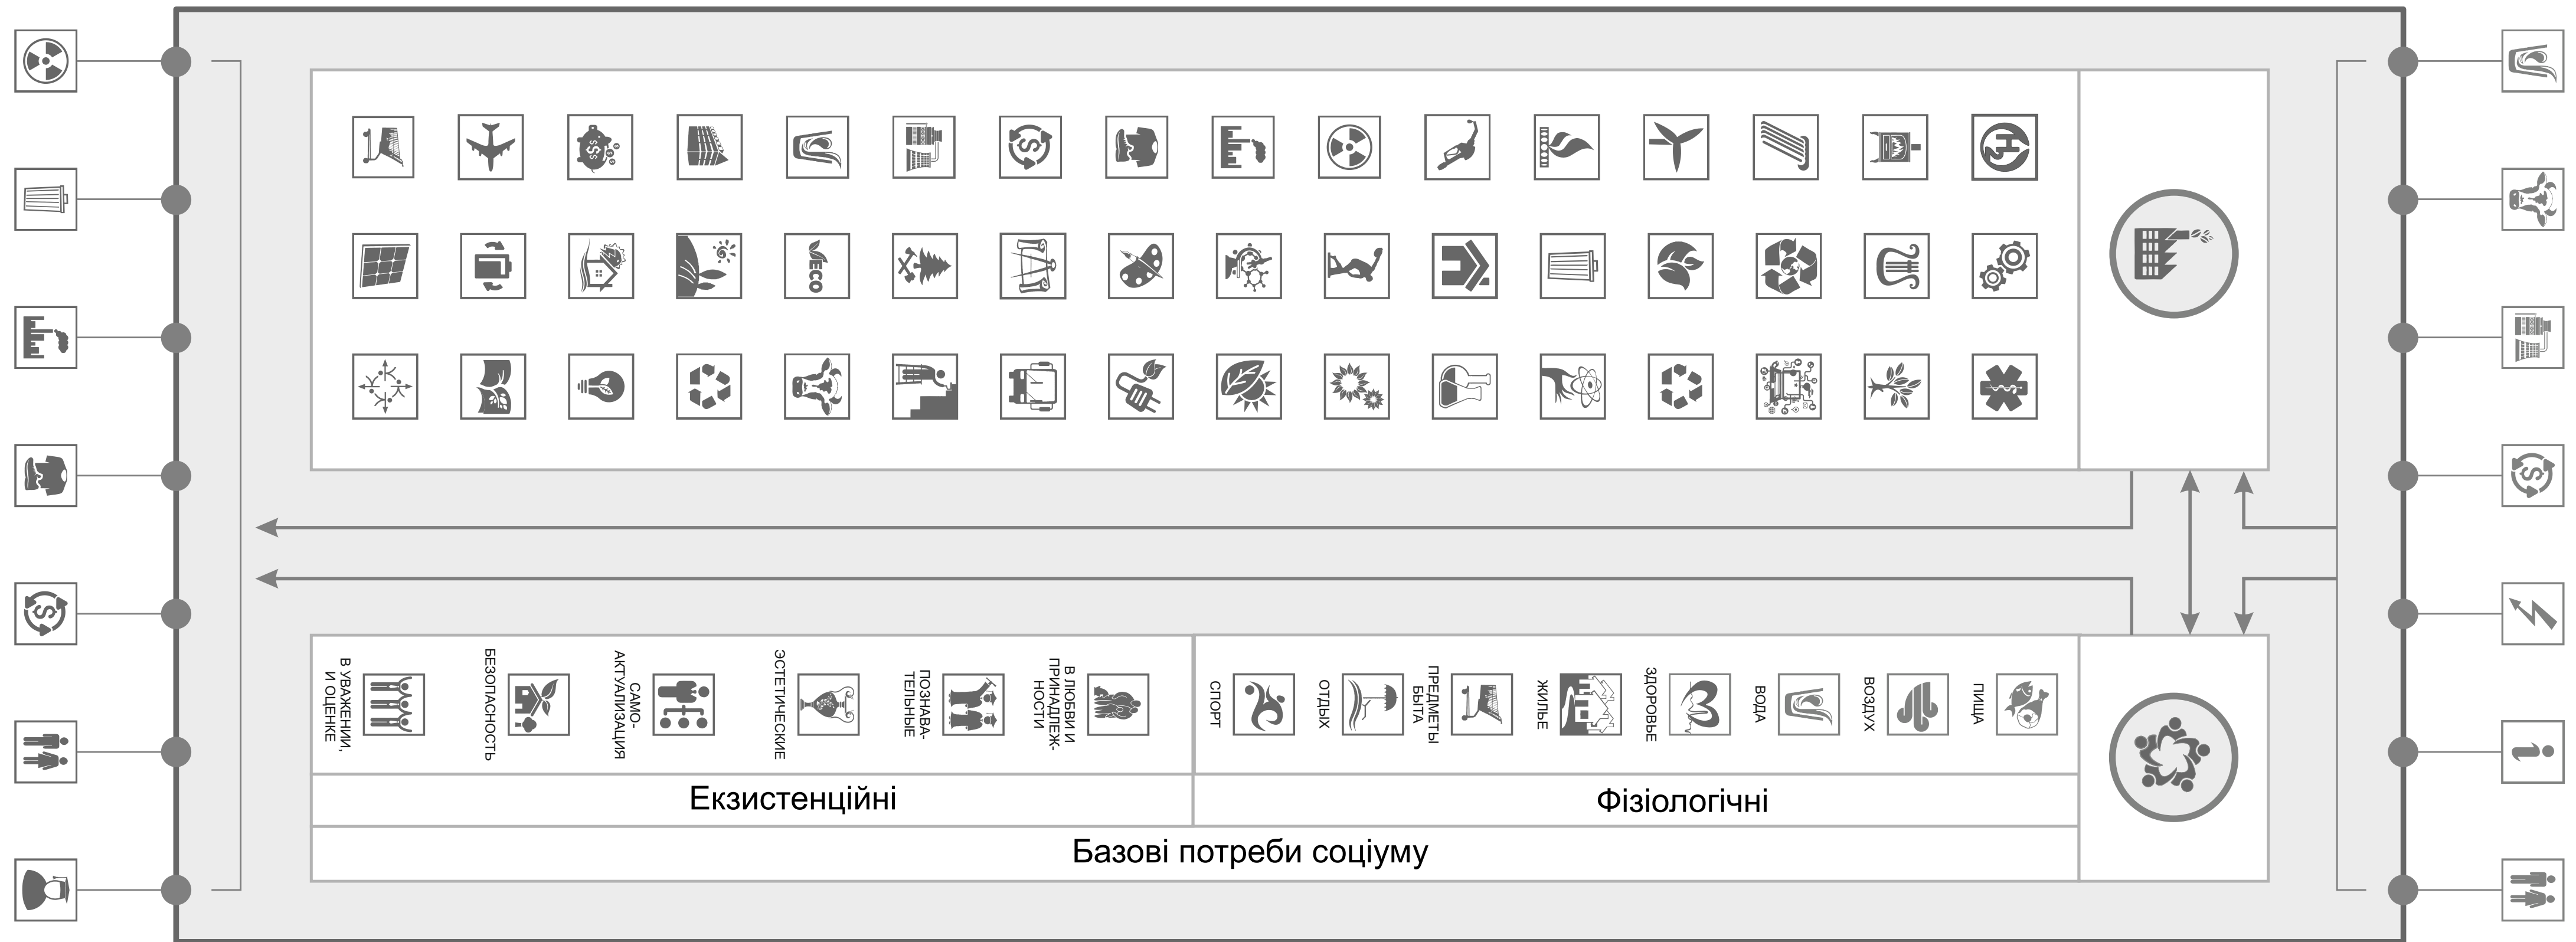 ECO
В УВАЖЕНИИ,
И ОЦЕНКЕ
БЕЗОПАСНОСТЬ
САМО-
АКТУАЛИЗАЦИЯ
ЭСТЕТИЧЕСКИЕ
ПОЗНАВА-
ТЕЛЬНЫЕ
В ЛЮБВИ И
ПРИНАДЛЕЖ-
НОСТИ
СПОРТ
ОТДЫХ
ПРЕДМЕТЫ
БЫТА
ЖИЛЬЕ
ЗДОРОВЬЕ
ВОДА
ВОЗДУХ
ПИЩА
Екзистенційні
Фізіологічні
Базові потреби соціуму